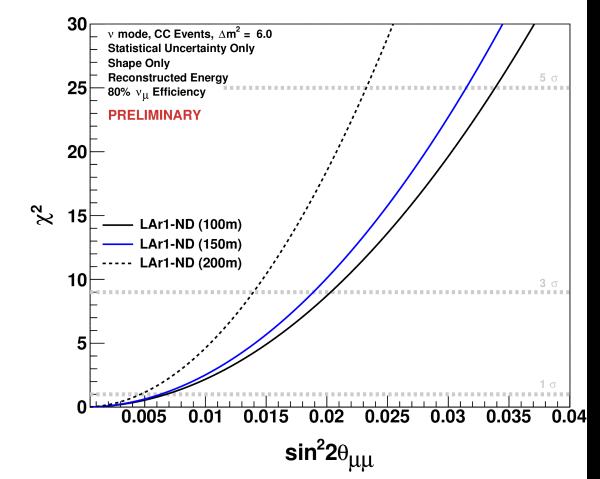 ν mode, CC Events, Δm² = 6.0
Statistical Uncertainty Only
Shape Only
Reconstructed Energy
80% νμ Efficiency
PRELIMINARY
LAr1-ND (100m)
LAr1-ND (150m)
LAr1-ND (200m)
5 σ
3 σ
1 σ
χ²
30
25
20
15
10
5
0
0.005 0.01 0.015 0.02 0.025 0.03 0.035 0.04
sin²2θμμ